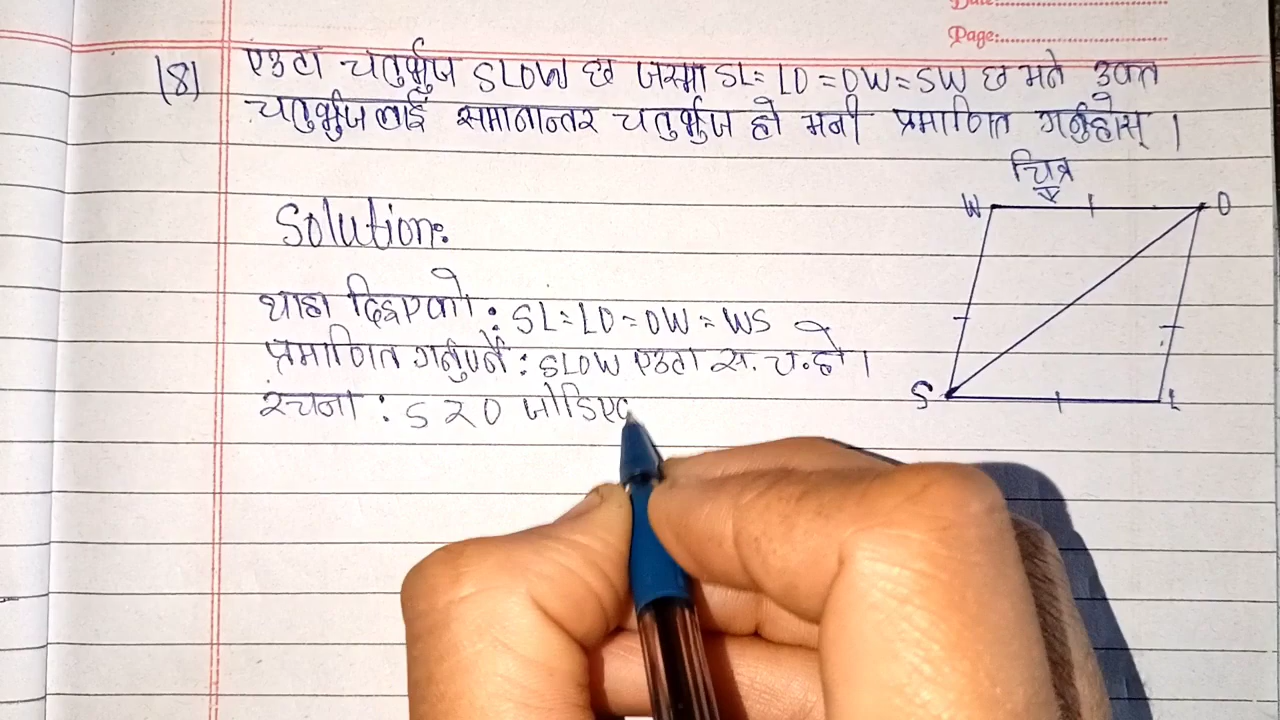 Date:
Page:
(8) एउटा चतुर्भुज SLOW छ जसमा SL = LO = OW = SW छ भने उक्त
चतुर्भुजलाई समानान्तर चतुर्भुज हो भनी प्रमाणित गर्नुहोस् ।
चित्र
W O
Solution:
थाहा दिइएको : SL = LO = OW = WS
प्रमाणित गर्नुपर्ने : SLOW एउटा स. च. हो ।
S L
रचना : S र O जोडिए